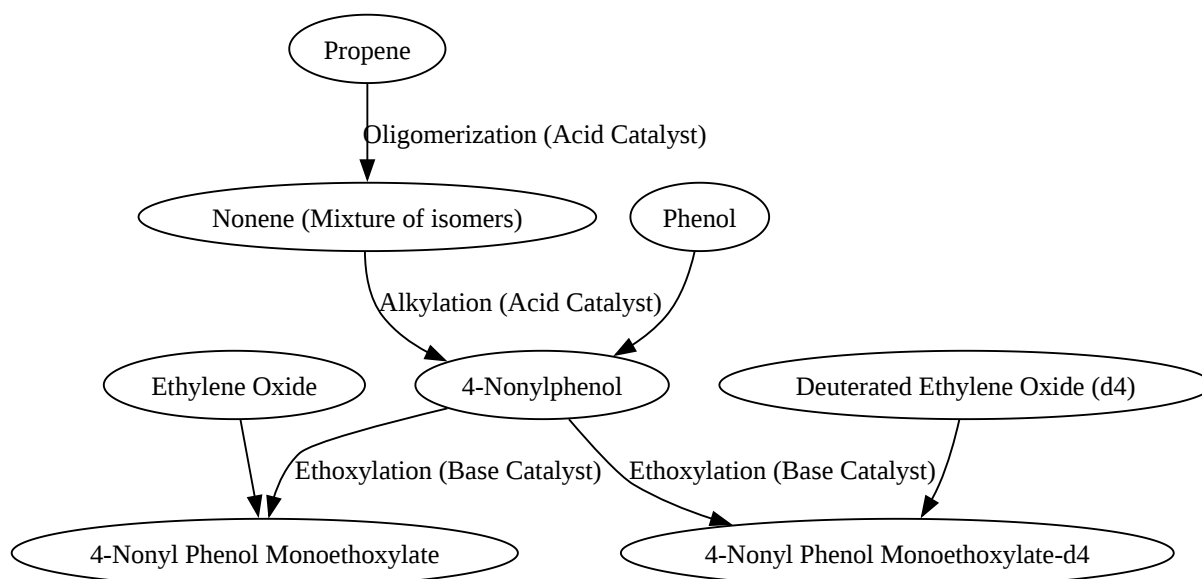 Propene
Oligomerization (Acid Catalyst)
Nonene (Mixture of isomers)
Phenol
Alkylation (Acid Catalyst)
Ethylene Oxide
4-Nonylphenol
Deuterated Ethylene Oxide (d4)
Ethoxylation (Base Catalyst)
Ethoxylation (Base Catalyst)
4-Nonyl Phenol Monoethoxylate
4-Nonyl Phenol Monoethoxylate-d4